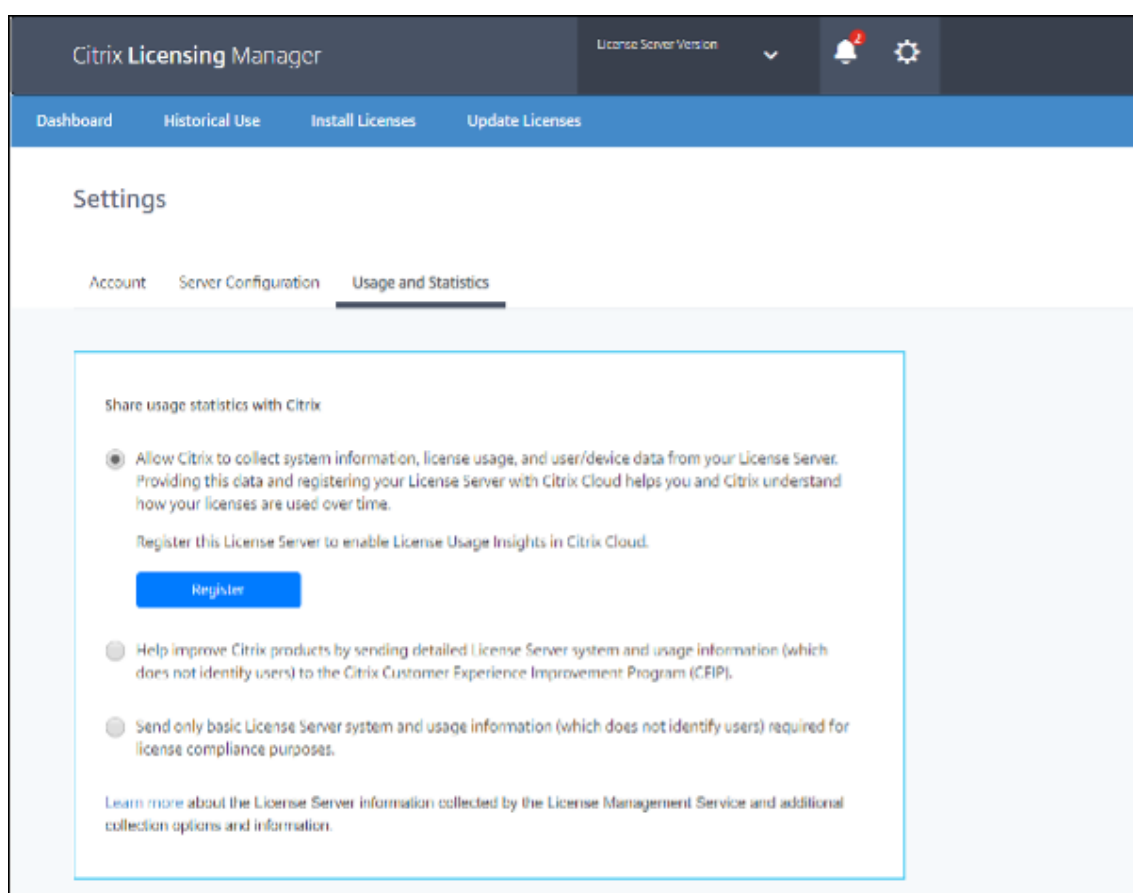 Citrix Licensing Manager
License Server Version
2
Dashboard Historical Use Install Licenses Update Licenses
Settings
Account Server Configuration Usage and Statistics
Share usage statistics with Citrix
Allow Citrix to collect system information, license usage, and user/device data from your License Server.
Providing this data and registering your License Server with Citrix Cloud helps you and Citrix understand
how your licenses are used over time.
Register this License Server to enable License Usage Insights in Citrix Cloud.
Register
Help improve Citrix products by sending detailed License Server system and usage information (which
does not identify users) to the Citrix Customer Experience Improvement Program (CEIP).
Send only basic License Server system and usage information (which does not identify users) required for
license compliance purposes.
Learn more about the License Server information collected by the License Management Service and additional
collection options and information.